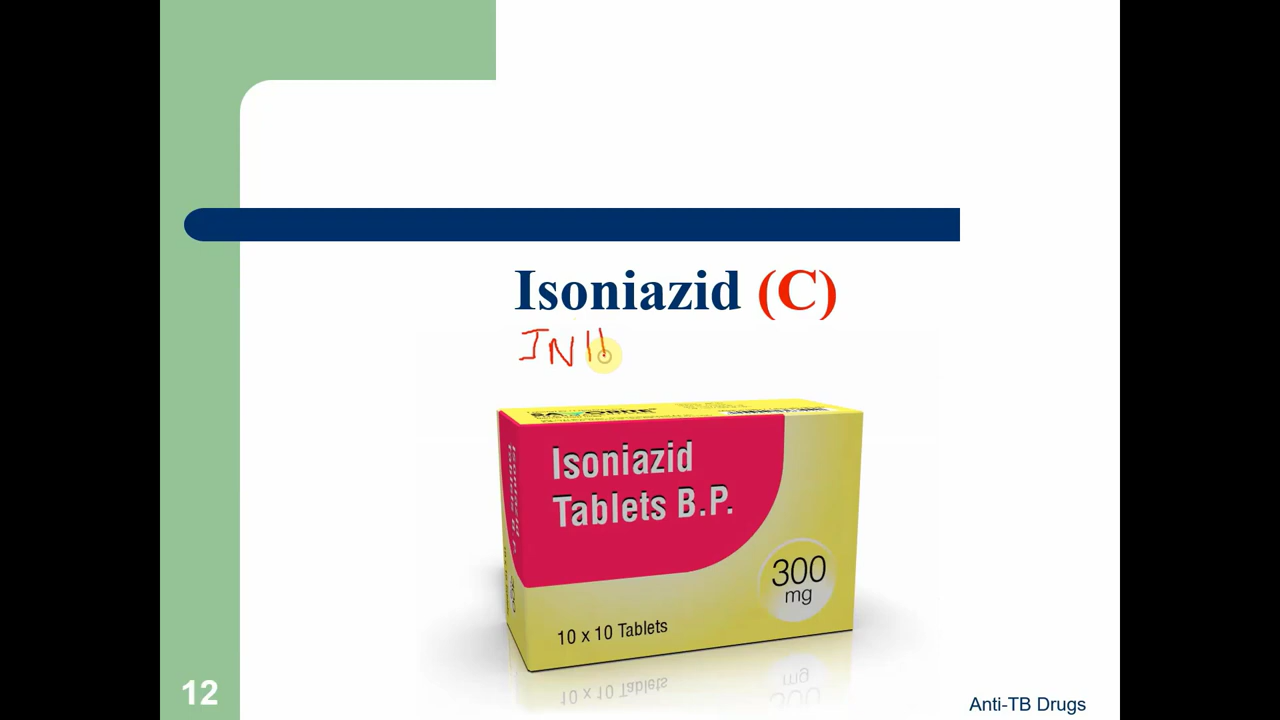 Isoniazid (C)
INH
Isoniazid
Tablets B.P.
300
mg
10 x 10 Tablets
12
Anti-TB Drugs